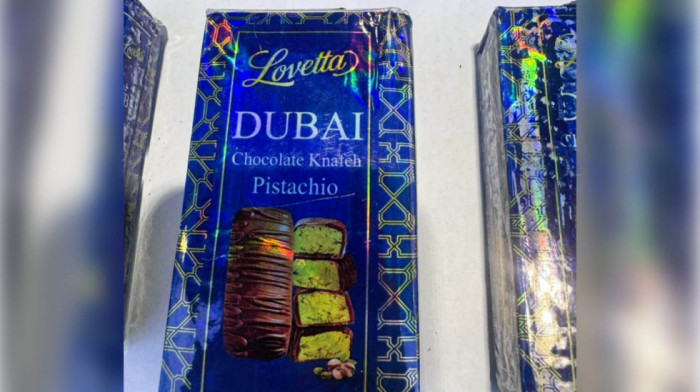 Lovetta
DUBAI
Chocolate Knafeh
Pistachio